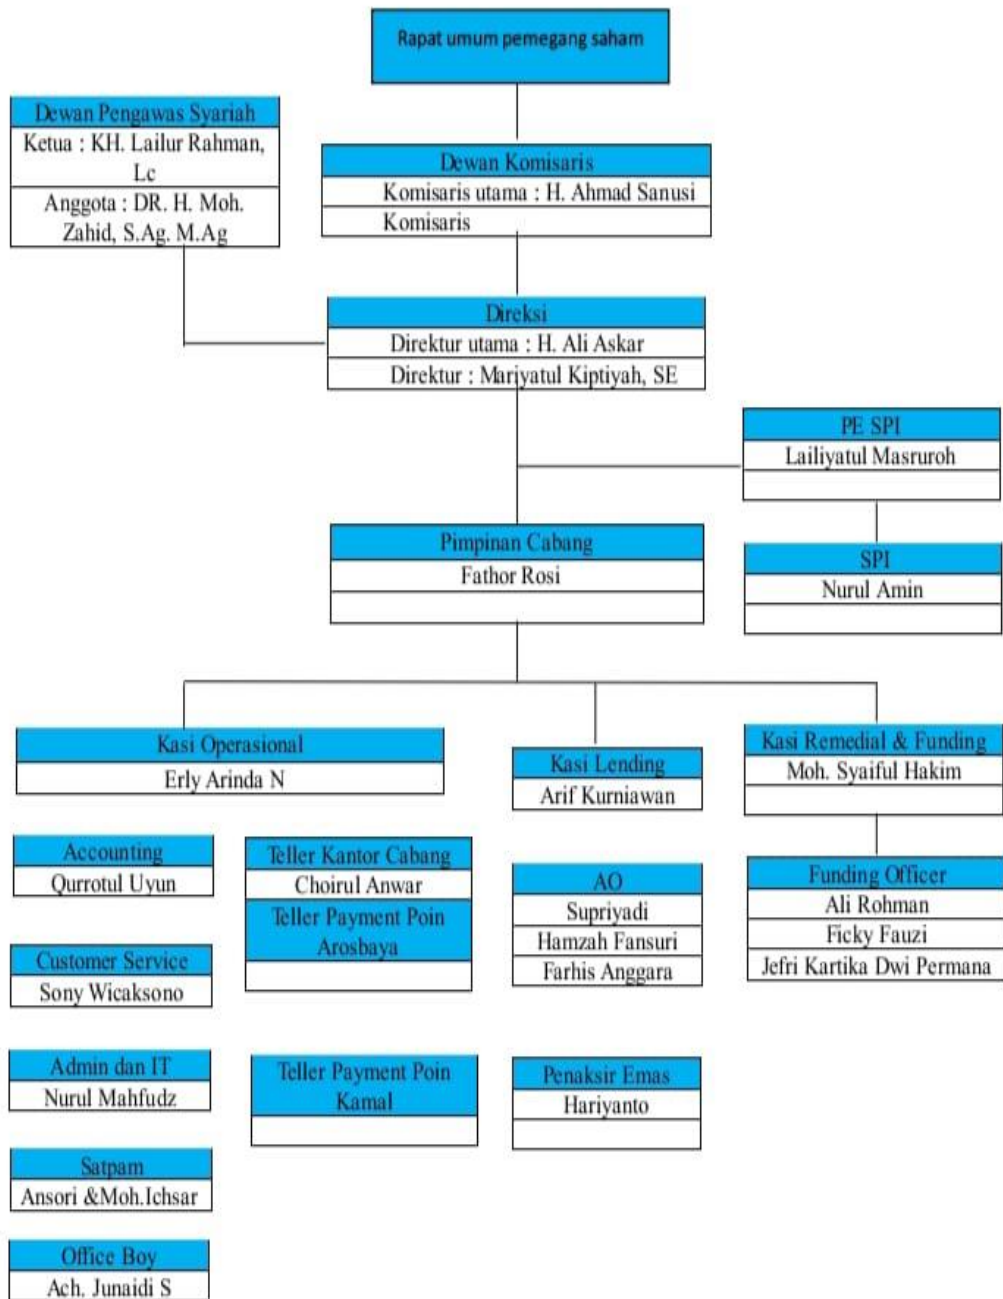 Rapat umum pemegang saham
Dewan Pengawas Syariah
Ketua : KH. Lailur Rahman,
Lc
Anggota : DR. H. Moh.
Zahid, S.Ag. M.Ag
Dewan Komisaris
Komisaris utama : H. Ahmad Sanusi
Komisaris
Direksi
Direktur utama : H. Ali Askar
Direktur : Mariyatul Kiptiyah, SE
PE SPI
Lailiyatul Masruroh
SPI
Nurul Amin
Pimpinan Cabang
Fathor Rosi
Kasi Operasional
Erly Arinda N
Kasi Lending
Arif Kurniawan
Kasi Remedial & Funding
Moh. Syaiful Hakim
Accounting
Qurrotul Uyun
Teller Kantor Cabang
Choirul Anwar
Teller Payment Poin
Arosbaya
AO
Supriyadi
Hamzah Fansuri
Farhis Anggara
Funding Officer
Ali Rohman
Ficky Fauzi
Jefri Kartika Dwi Permana
Customer Service
Sony Wicaksono
Admin dan IT
Nurul Mahfudz
Teller Payment Poin
Kamal
Penaksir Emas
Hariyanto
Satpam
Ansori &Moh.Ichsar
Office Boy
Ach. Junaidi S